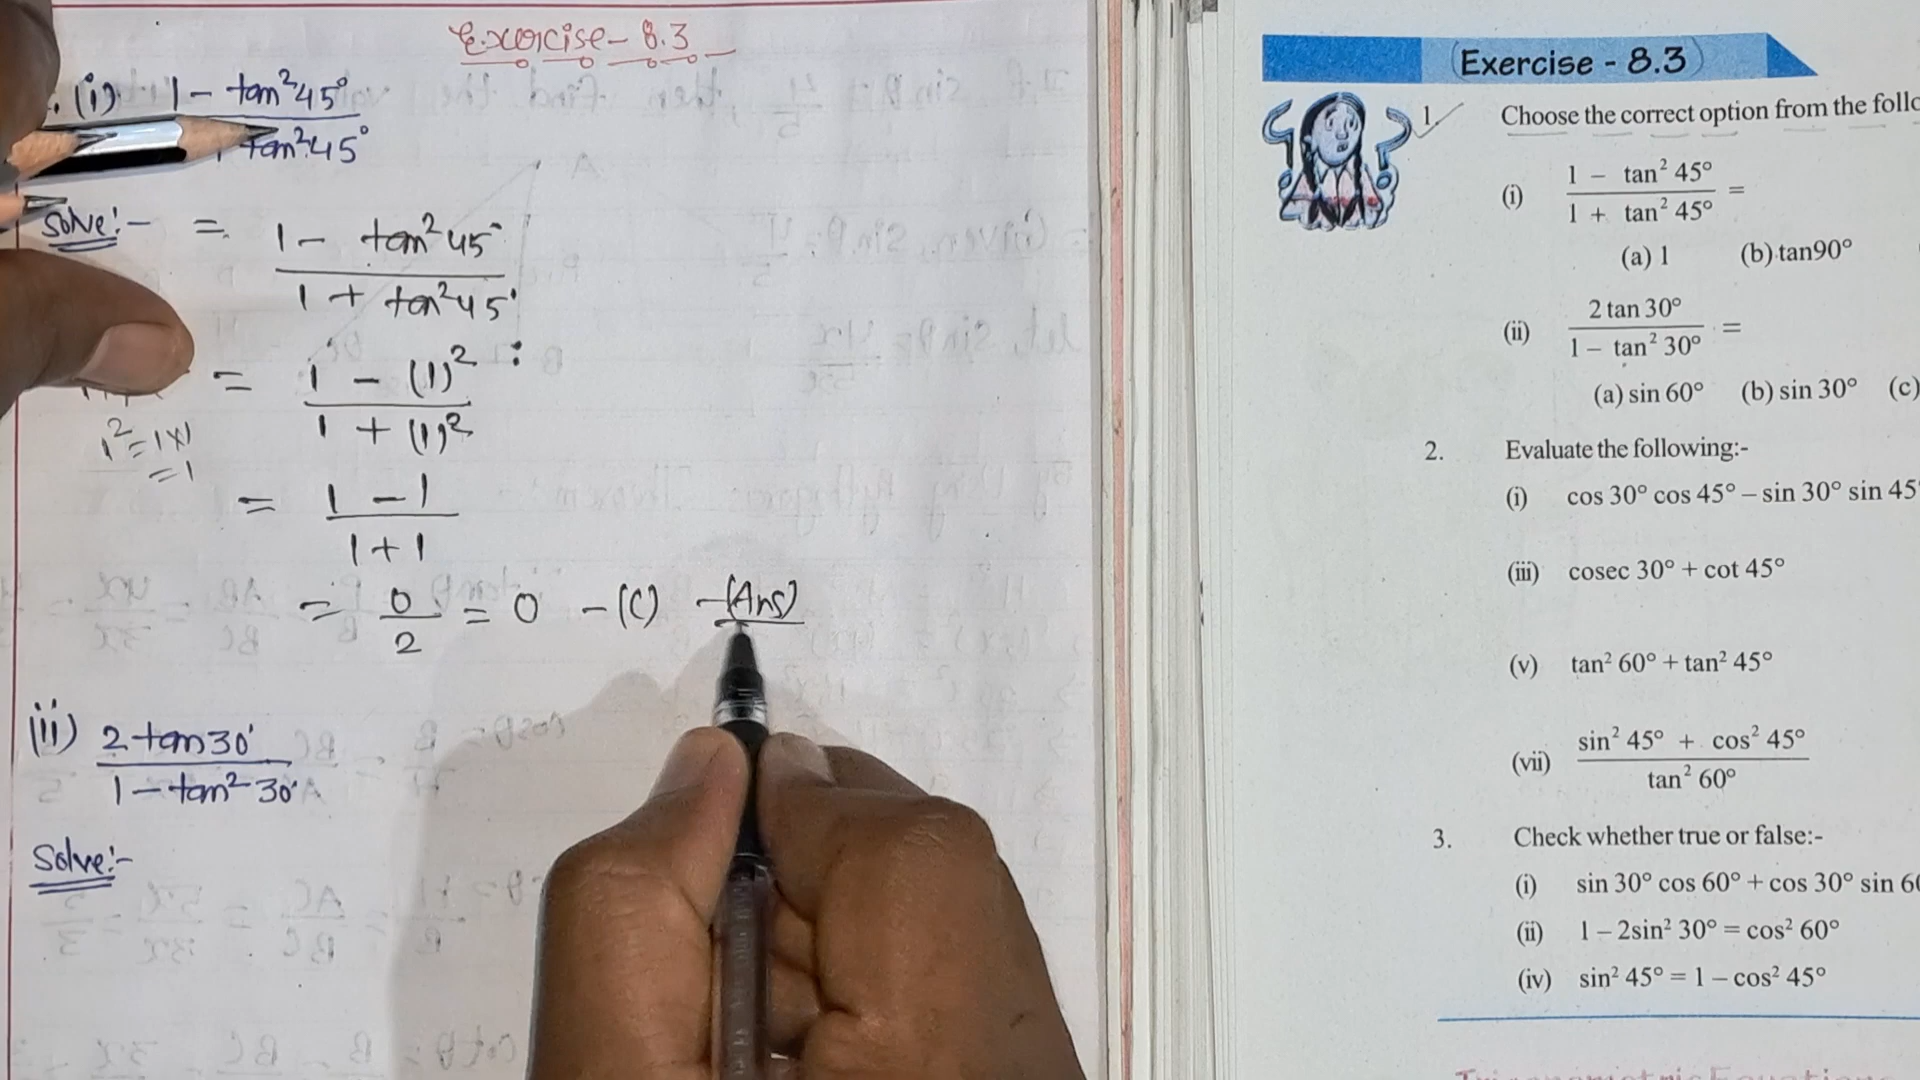 Exercise - 8.3
(i) 1 - tan²45°
tan²45°
Solve:- = 1 - tan²45°
1 + tan²45°
= 1 - (1)²
1 + (1)²
1² = 1×1
= 1
= 1 - 1
1 + 1
= 0/2 = 0 - (C) - (Ans)
(ii) 2 tan30°
1 - tan²30°
Solve:-
Exercise - 8.3
1. Choose the correct option from the
(i) 1 – tan² 45° =
1 + tan² 45°
(a) 1 (b) tan90°
(ii) 2 tan 30° =
1 – tan² 30°
(a) sin 60° (b) sin 30° (c)
2. Evaluate the following:-
(i) cos 30° cos 45° – sin 30° sin 45°
(iii) cosec 30° + cot 45°
(v) tan² 60° + tan² 45°
(vii) sin² 45° + cos² 45°
tan² 60°
3. Check whether true or false:-
(i) sin 30° cos 60° + cos 30° sin
(ii) 1 – 2sin² 30° = cos² 60°
(iv) sin² 45° = 1 – cos² 45°